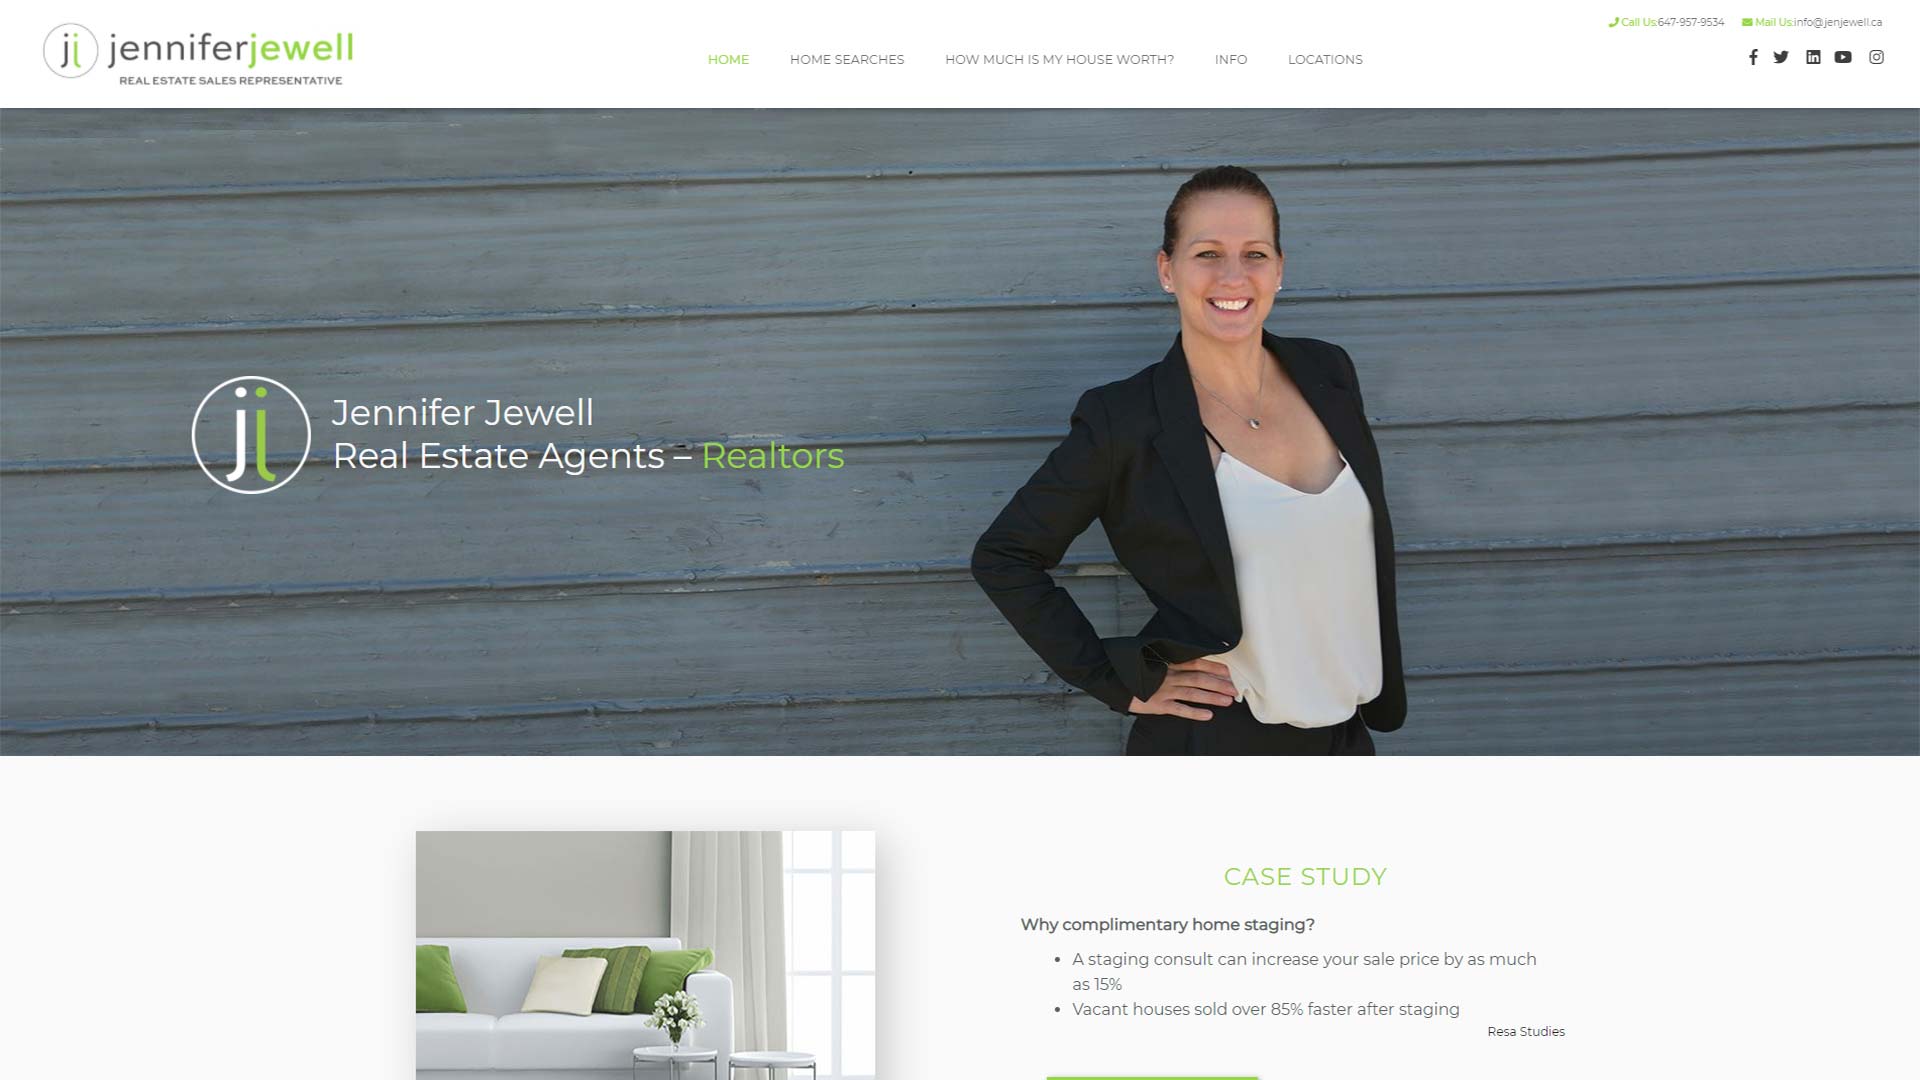 Call Us:647-957-9534 Mail Us:info@jenjewell.ca
jj jenniferjewell
REAL ESTATE SALES REPRESENTATIVE
HOME HOME SEARCHES HOW MUCH IS MY HOUSE WORTH? INFO LOCATIONS
jj
Jennifer Jewell
Real Estate Agents – Realtors
CASE STUDY
Why complimentary home staging?
• A staging consult can increase your sale price by as much
as 15%
• Vacant houses sold over 85% faster after staging
Resa Studies